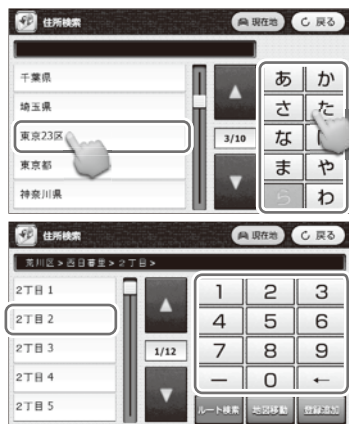 住所検索 現在地 戻る
千葉県
埼玉県
東京23区
東京都
神奈川県
3/10
あ か
さ た
な
ま や
ら わ
住所検索 現在地 戻る
荒川区>西日暮里>2丁目>
2丁目 1
2丁目 2
2丁目 3
2丁目 4
2丁目 5
1/12
1 2 3
4 5 6
7 8 9
− 0 ←
ルート検索 地図移動 登録追加